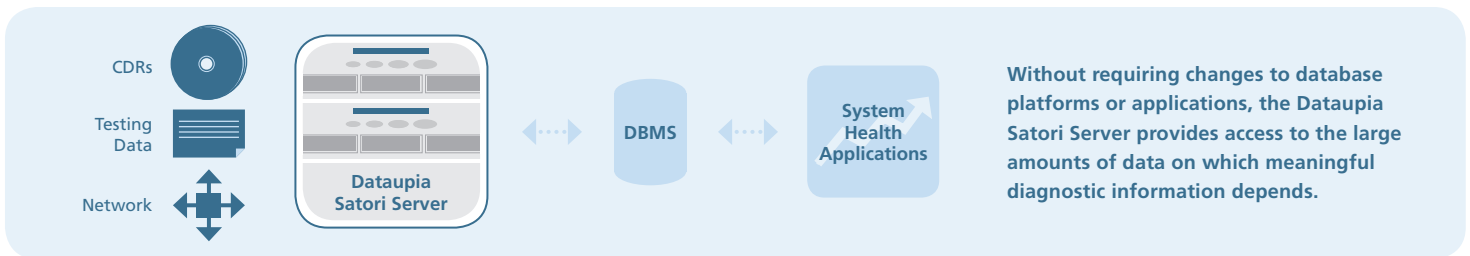 CDRs
Testing
Data
Network
Dataupia
Satori Server
DBMS
System
Health
Applications
Without requiring changes to database
platforms or applications, the Dataupia
Satori Server provides access to the large
amounts of data on which meaningful
diagnostic information depends.